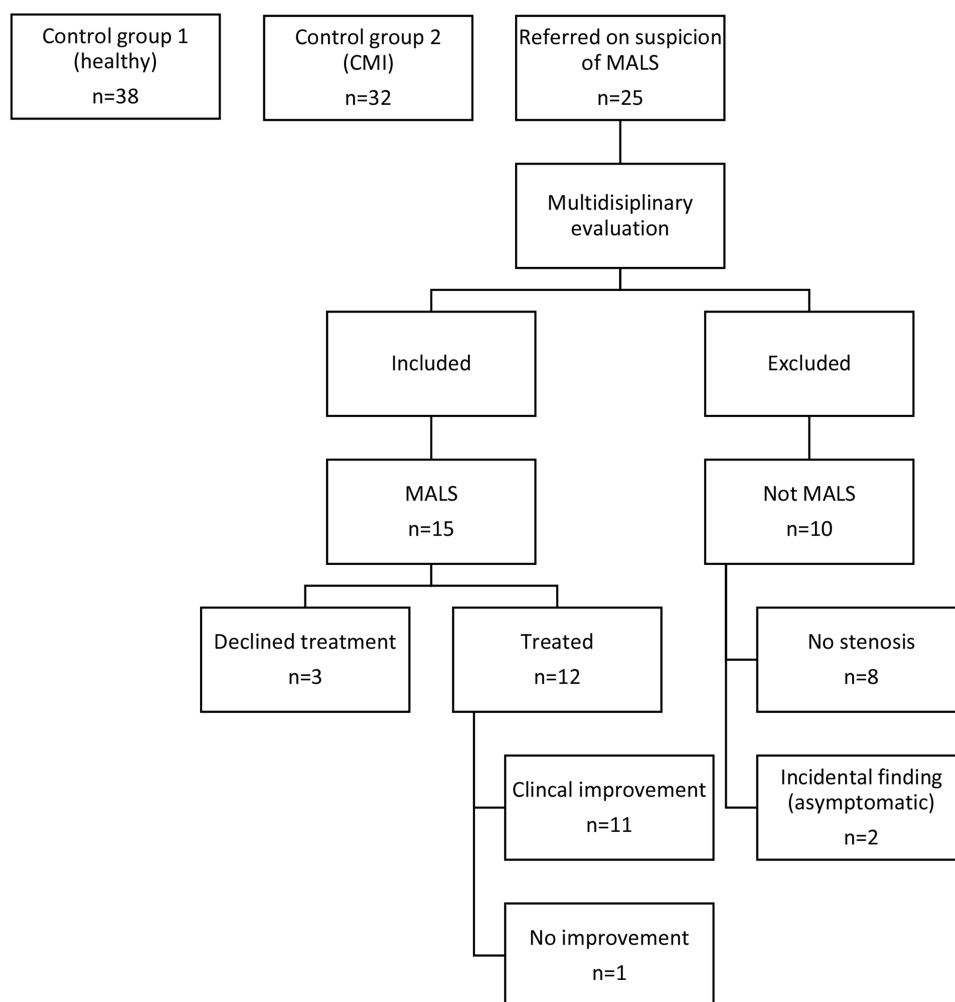 Control group 1
(healthy)
n=38
Control group 2
(CMI)
n=32
Referred on suspicion
of MALS
n=25
Multidisiplinary
evaluation
Included
Excluded
MALS
n=15
Not MALS
n=10
Declined treatment
n=3
Treated
n=12
No stenosis
n=8
Clincal improvement
n=11
Incidental finding
(asymptomatic)
n=2
No improvement
n=1